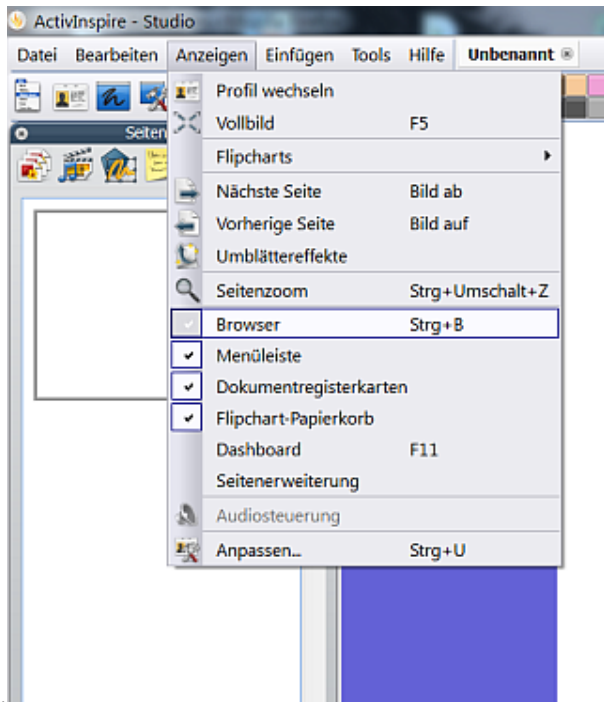 ActivInspire - Studio
Datei Bearbeiten Anzeigen Einfügen Tools Hilfe Unbenannt
Seiten
Profil wechseln
Vollbild F5
Flipcharts
Nächste Seite Bild ab
Vorherige Seite Bild auf
Umblättereffekte
Seitenzoom Strg+Umschalt+Z
Browser Strg+B
Menüleiste
Dokumentregisterkarten
Flipchart-Papierkorb
Dashboard F11
Seitenerweiterung
Audiosteuerung
Anpassen... Strg+U